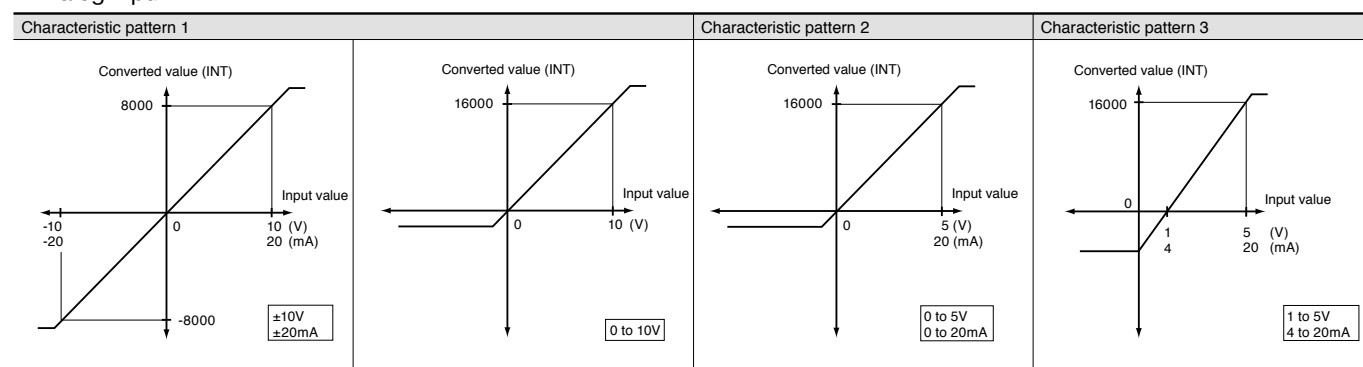 Characteristic pattern 1
Characteristic pattern 2
Characteristic pattern 3
Converted value (INT)
8000
Input value
-10
-20
0
10 (V)
20 (mA)
-8000
±10V
±20mA
Converted value (INT)
16000
Input value
0
10 (V)
0 to 10V
Converted value (INT)
16000
Input value
0
5 (V)
20 (mA)
0 to 5V
0 to 20mA
Converted value (INT)
16000
0
Input value
1 5 (V)
4 20 (mA)
1 to 5V
4 to 20mA